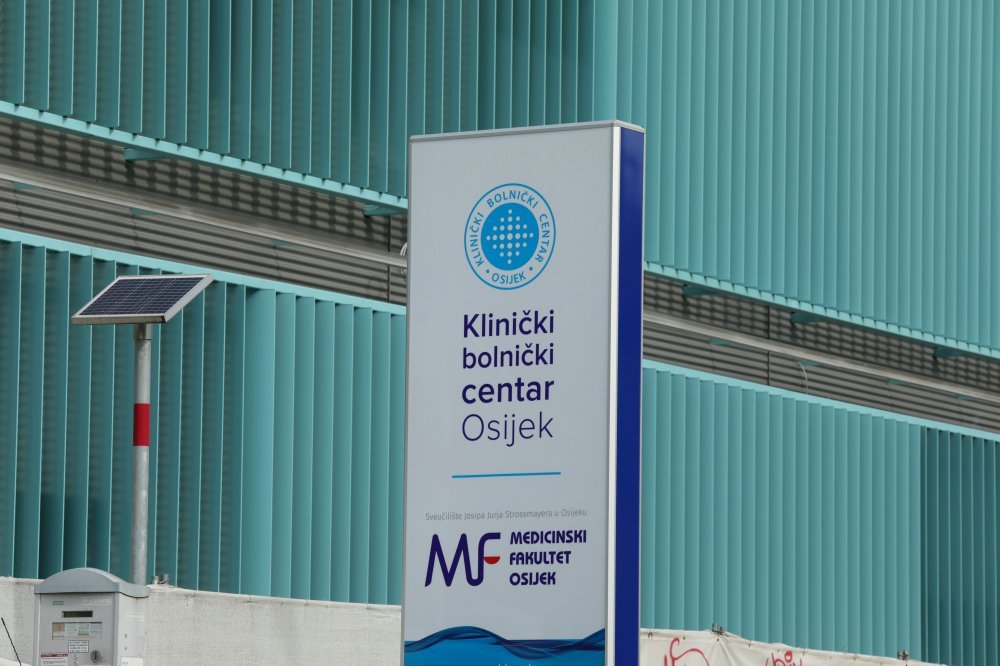 KLINIČKI BOLNIČKI CENTAR
• OSIJEK •
Klinički
bolnički
centar
Osijek
Sveučilište Josipa Jurja Strossmayera u Osijeku
MF MEDICINSKI
FAKULTET
OSIJEK